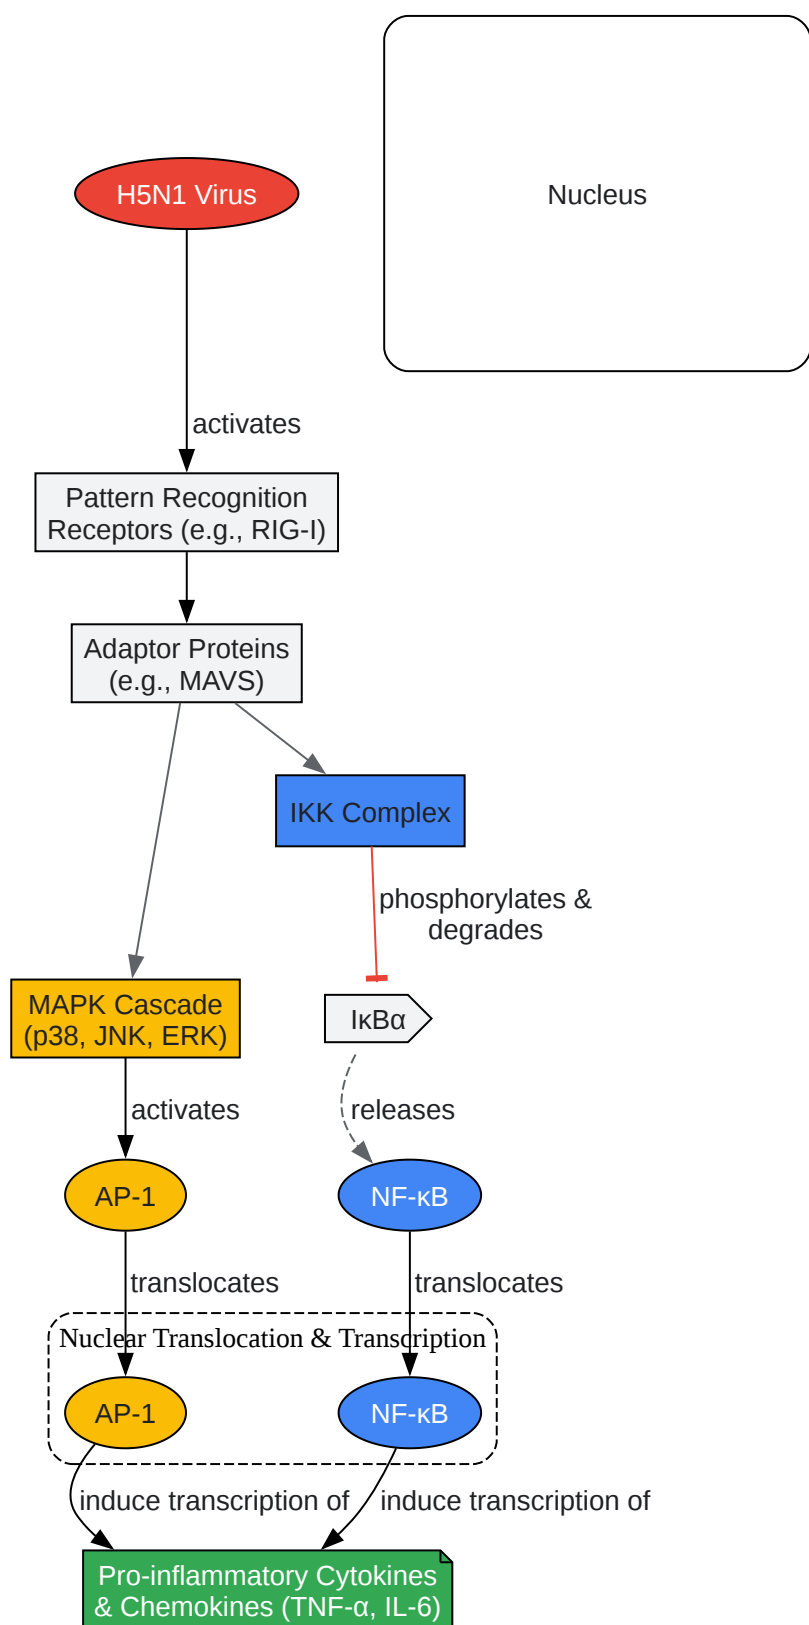 H5N1 Virus
Nucleus
activates
Pattern Recognition
Receptors (e.g., RIG-I)
Adaptor Proteins
(e.g., MAVS)
IKK Complex
phosphorylates &
degrades
MAPK Cascade
(p38, JNK, ERK)
IκBα
activates
releases
AP-1
NF-κB
translocates
translocates
Nuclear Translocation & Transcription
AP-1
NF-κB
induce transcription of
induce transcription of
Pro-inflammatory Cytokines
& Chemokines (TNF-α, IL-6)